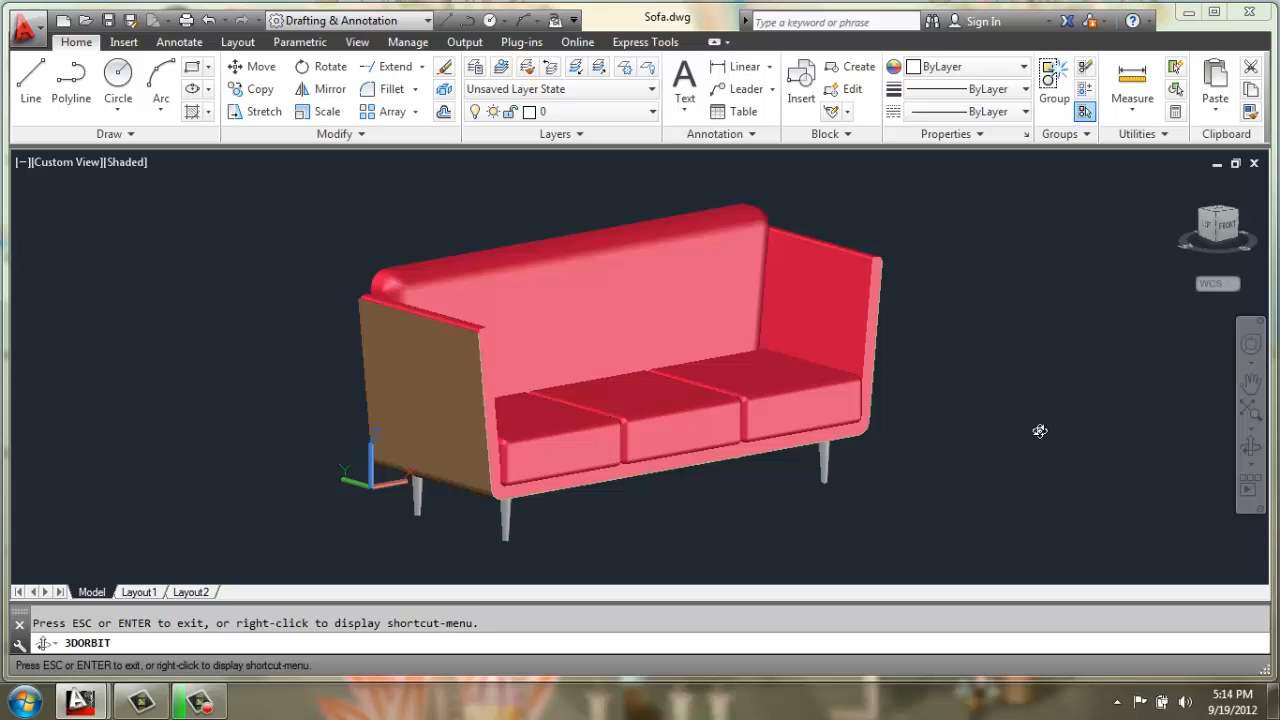 Drafting & Annotation
Sofa.dwg
Type a keyword or phrase
Sign In
Home Insert Annotate Layout Parametric View Manage Output Plug-ins Online Express Tools
Line
Polyline
Circle
Arc
Move
Rotate
Extend
Copy
Mirror
Fillet
Stretch
Scale
Array
Unsaved Layer State
0
Text
Linear
Leader
Table
Insert
Create
Edit
ByLayer
ByLayer
ByLayer
Group
Measure
Paste
Draw
Modify
Layers
Annotation
Block
Properties
Groups
Utilities
Clipboard
[−][Custom View][Shaded]
FRONT
WCS
Z
Y
X
Model Layout1 Layout2
Press ESC or ENTER to exit, or right-click to display shortcut-menu.
3DORBIT
Press ESC or ENTER to exit, or right-click to display shortcut-menu.
5:14 PM
9/19/2012